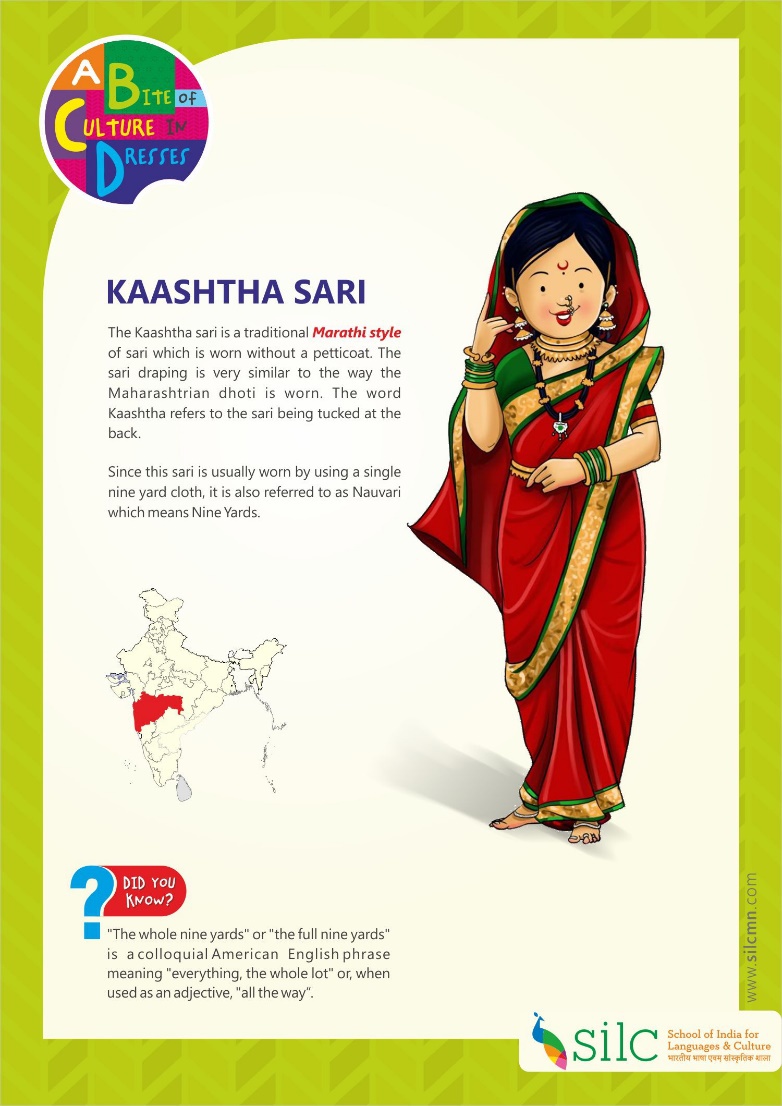 A BITE of
CULTURE IN
DRESSES
KAASHTHA SARI
The Kaashtha sari is a traditional Marathi style
of sari which is worn without a petticoat. The
sari draping is very similar to the way the
Maharashtrian dhoti is worn. The word
Kaashtha refers to the sari being tucked at the
back.
Since this sari is usually worn by using a single
nine yard cloth, it is also referred to as Nauvari
which means Nine Yards.
?
DID YOU
KNOW?
"The whole nine yards" or "the full nine yards"
is a colloquial American English phrase
meaning "everything, the whole lot" or, when
used as an adjective, "all the way".
www.silcmn.com
silc
School of India for
Languages & Culture
भारतीय भाषा एवम् सांस्कृतिक शाला